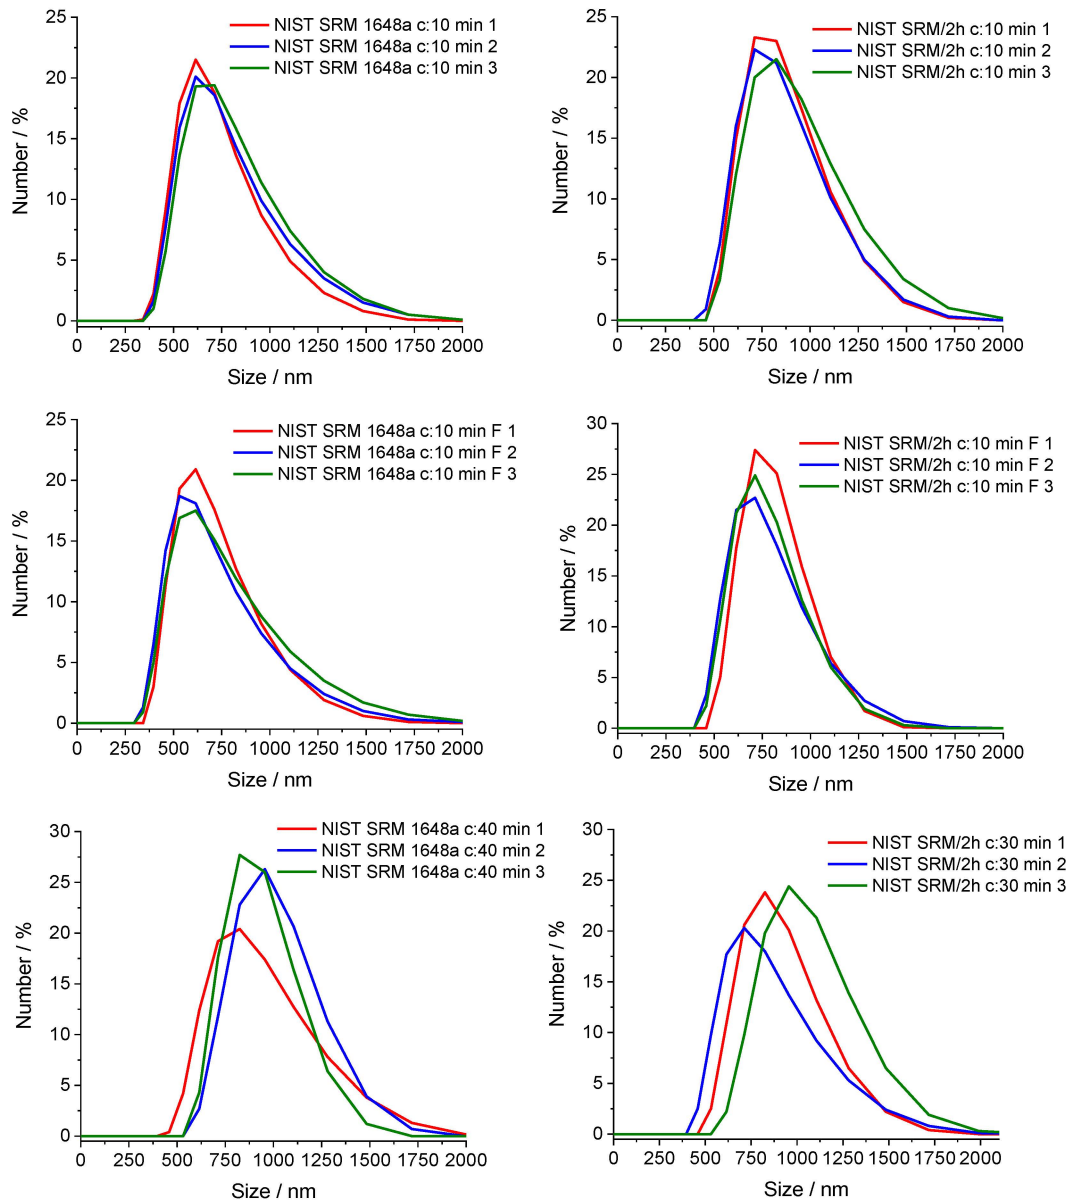 NIST SRM 1648a c:10 min 1
NIST SRM 1648a c:10 min 2
NIST SRM 1648a c:10 min 3
25
20
15
10
5
0
Number / %
0 250 500 750 1000 1250 1500 1750 2000
Size / nm
NIST SRM/2h c:10 min 1
NIST SRM/2h c:10 min 2
NIST SRM/2h c:10 min 3
25
20
15
10
5
0
Number / %
0 250 500 750 1000 1250 1500 1750 2000
Size / nm
NIST SRM 1648a c:10 min F 1
NIST SRM 1648a c:10 min F 2
NIST SRM 1648a c:10 min F 3
25
20
15
10
5
0
Number / %
0 250 500 750 1000 1250 1500 1750 2000
Size / nm
NIST SRM/2h c:10 min F 1
NIST SRM/2h c:10 min F 2
NIST SRM/2h c:10 min F 3
30
25
20
15
10
5
0
Number / %
0 250 500 750 1000 1250 1500 1750 2000
Size / nm
NIST SRM 1648a c:40 min 1
NIST SRM 1648a c:40 min 2
NIST SRM 1648a c:40 min 3
30
25
20
15
10
5
0
Number / %
0 250 500 750 1000 1250 1500 1750 2000
Size / nm
NIST SRM/2h c:30 min 1
NIST SRM/2h c:30 min 2
NIST SRM/2h c:30 min 3
30
25
20
15
10
5
0
Number / %
0 250 500 750 1000 1250 1500 1750 2000
Size / nm